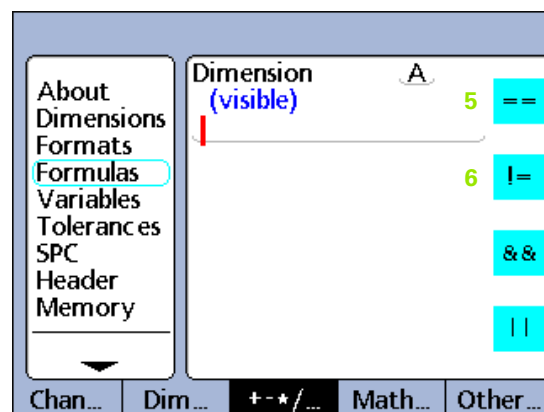 About
Dimensions
Formats
Formulas
Variables
Tolerances
SPC
Header
Memory
Dimension A
(visible)
5 ==
6 !=
&&
||
Chan... Dim... +-*/... Math... Other...